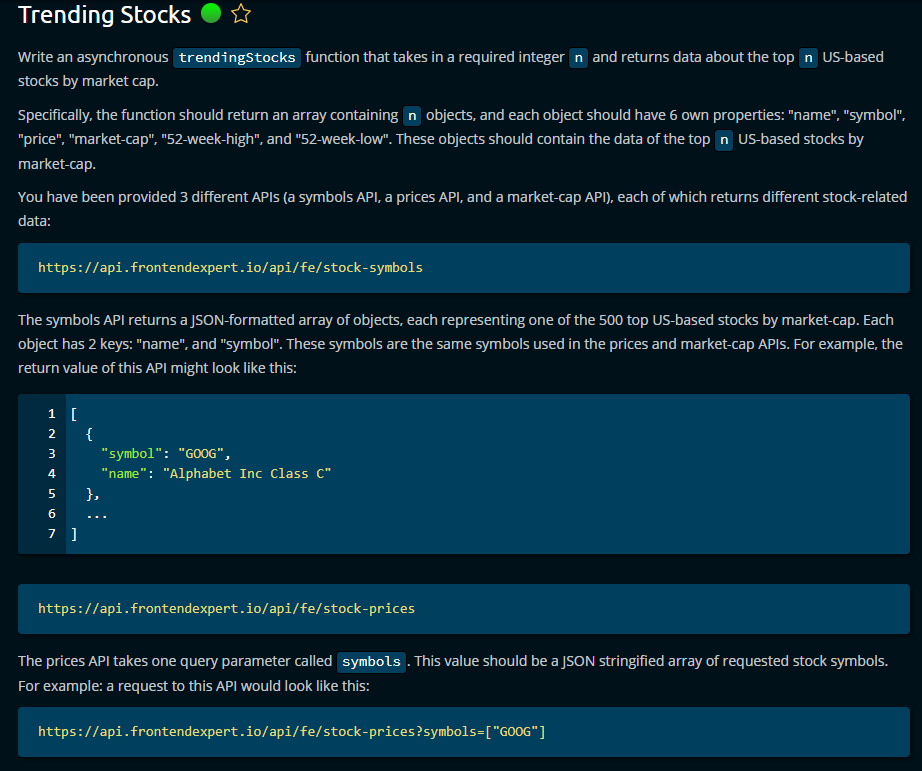 Trending Stocks
Write an asynchronous trendingStocks function that takes in a required integer n and returns data about the top n US-based
stocks by market cap.
Specifically, the function should return an array containing n objects, and each object should have 6 own properties: "name", "symbol",
"price", "market-cap", "52-week-high", and "52-week-low". These objects should contain the data of the top n US-based stocks by
market-cap.
You have been provided 3 different APIs (a symbols API, a prices API, and a market-cap API), each of which returns different stock-related
data:
https://api.frontendexpert.io/api/fe/stock-symbols
The symbols API returns a JSON-formatted array of objects, each representing one of the 500 top US-based stocks by market-cap. Each
object has 2 keys: "name", and "symbol". These symbols are the same symbols used in the prices and market-cap APIs. For example, the
return value of this API might look like this:
1 [
2 {
3 "symbol": "GOOG",
4 "name": "Alphabet Inc Class C"
5 },
6 ...
7 ]
https://api.frontendexpert.io/api/fe/stock-prices
The prices API takes one query parameter called symbols. This value should be a JSON stringified array of requested stock symbols.
For example: a request to this API would look like this:
https://api.frontendexpert.io/api/fe/stock-prices?symbols=["GOOG"]